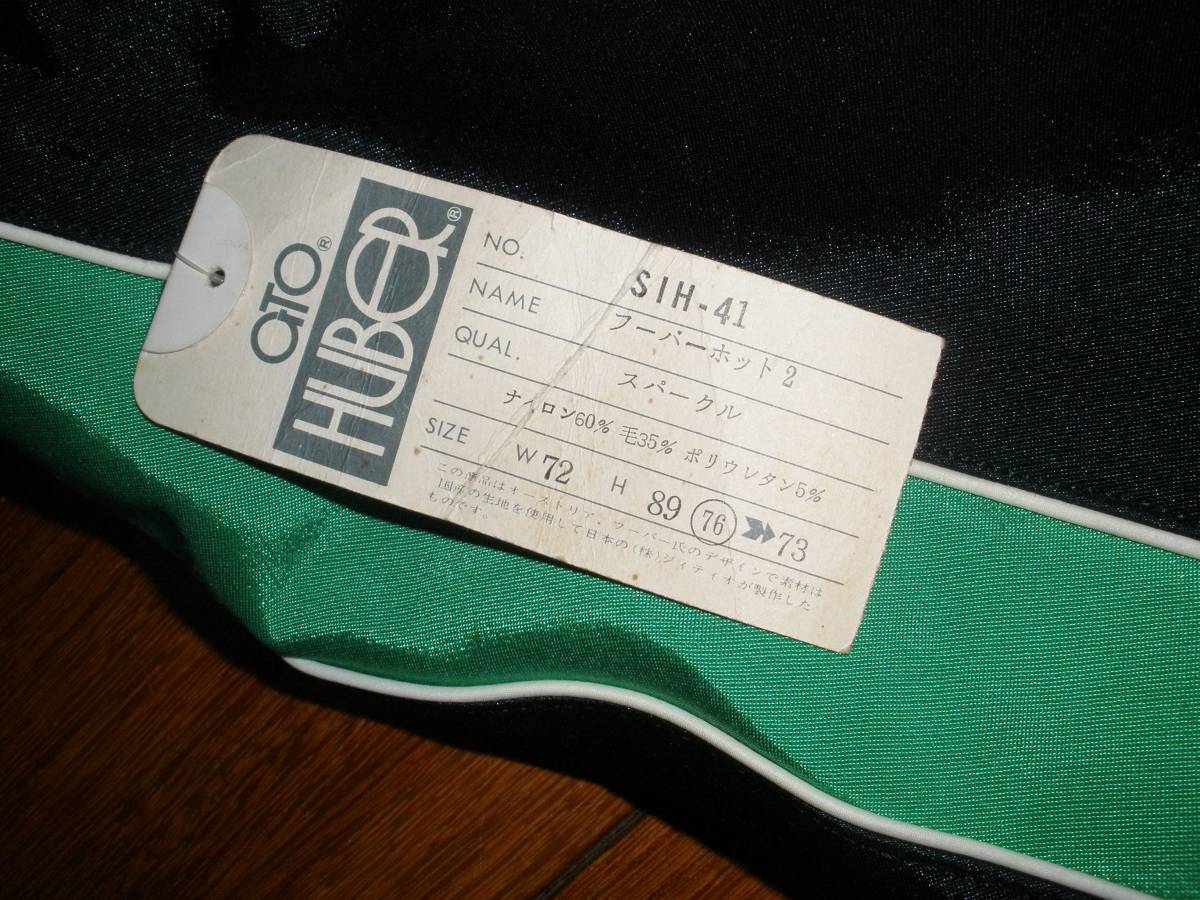 GTO®
HUBER®
NO. SIH-41
NAME フーバーホット2
QUAL. スパークル
ナイロン60% 毛35% ポリウレタン5%
SIZE W 72 H 89 76 73
この商品はオーストリア・フーバー氏のデザインで素材は
国産の生地を使用して日本の(株)ジィティオが製作した
ものです。